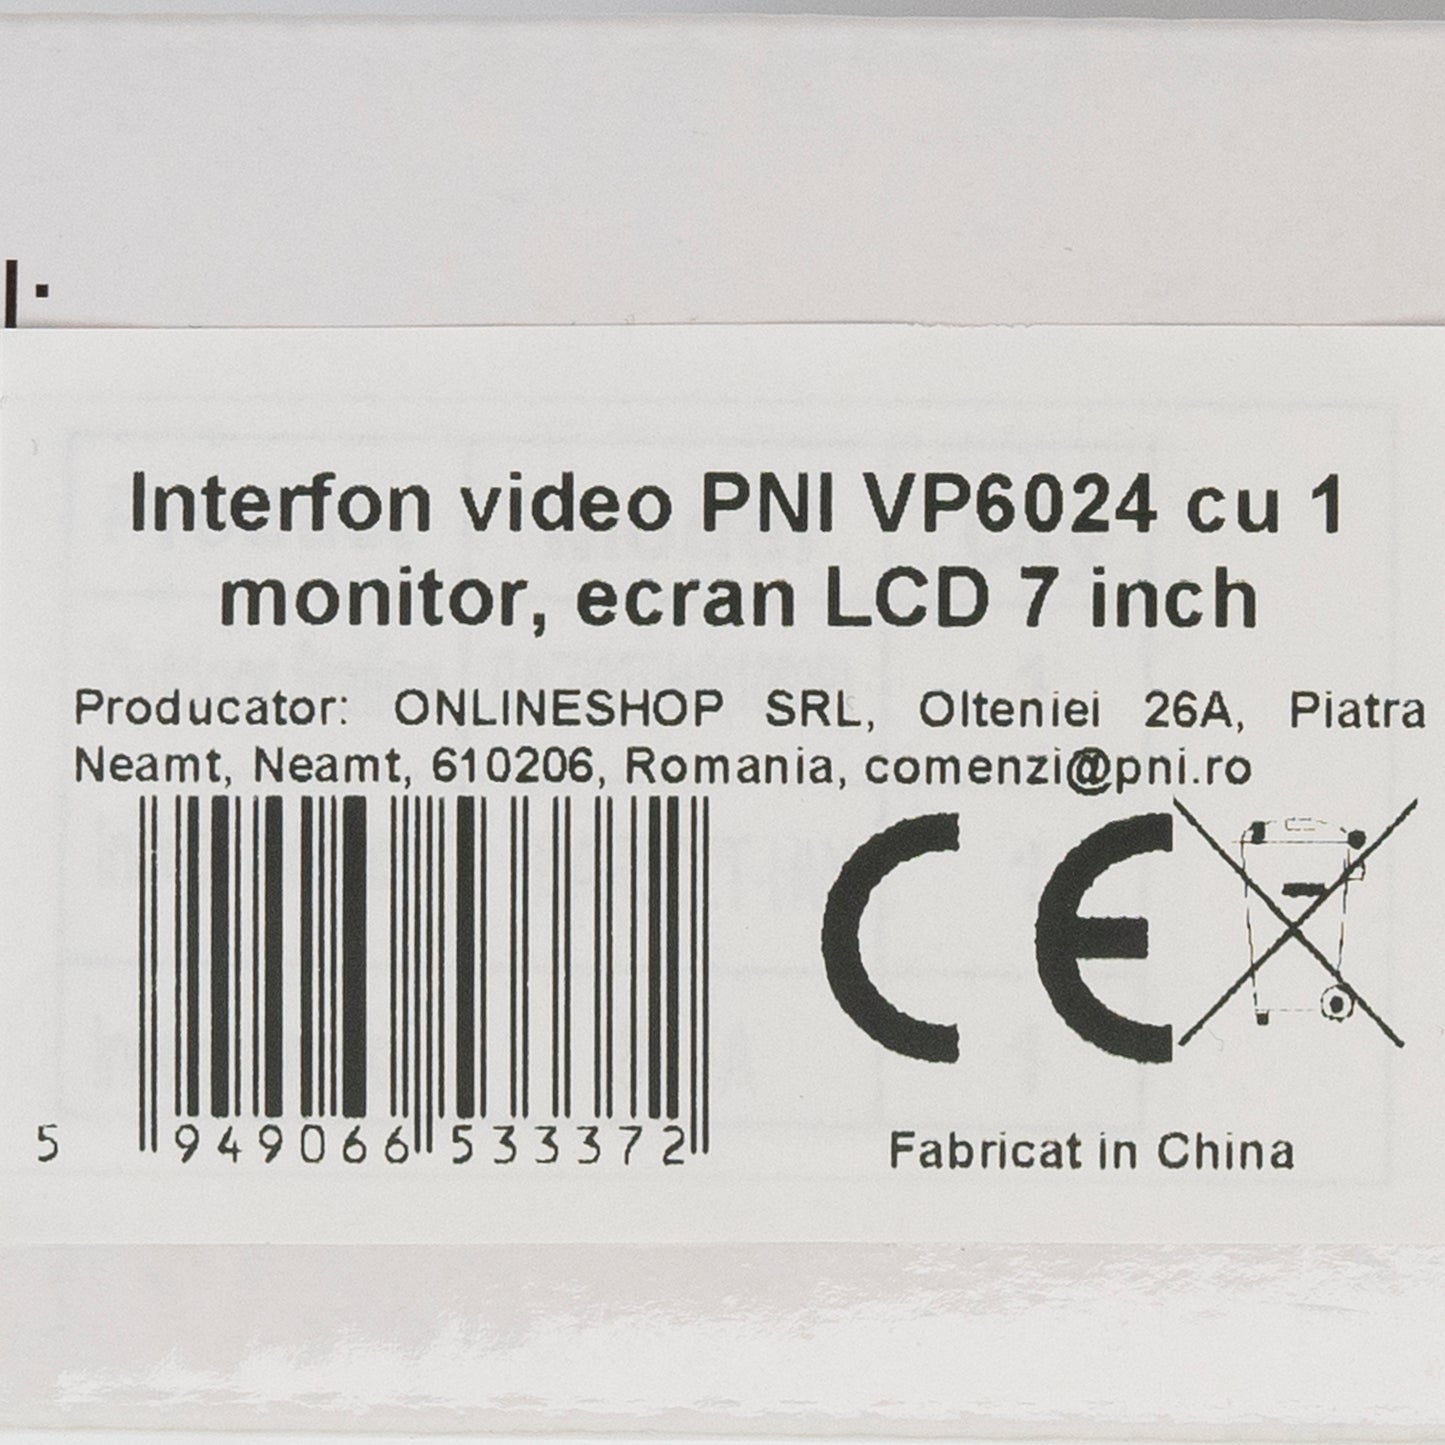 Interfon video PNI VP6024 cu 1
monitor, ecran LCD 7 inch
Producator: ONLINESHOP SRL, Olteniei 26A, Piatra
Neamt, Neamt, 610206, Romania, comenzi@pni.ro
CE
5 949066 533372
Fabricat in China